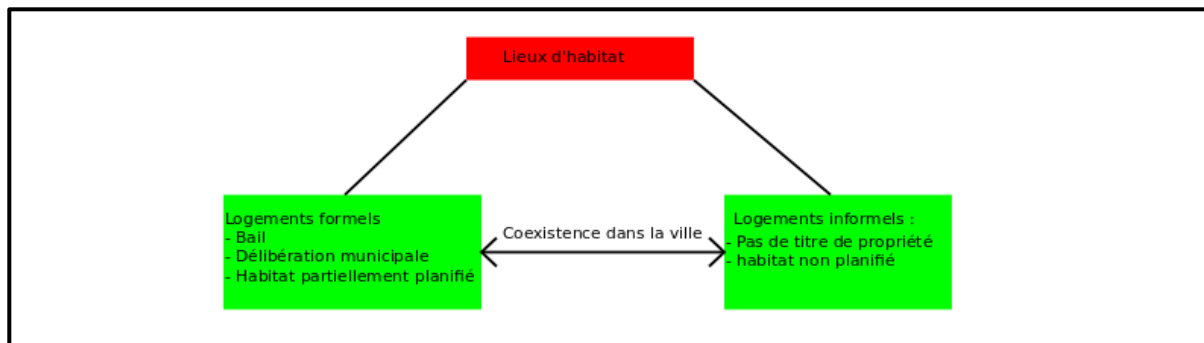 Lieux d'habitat
Logements formels
- Bail
- Délibération municipale
- Habitat partiellement planifié
Coexistence dans la ville
Logements informels :
- Pas de titre de propriété
- habitat non planifié